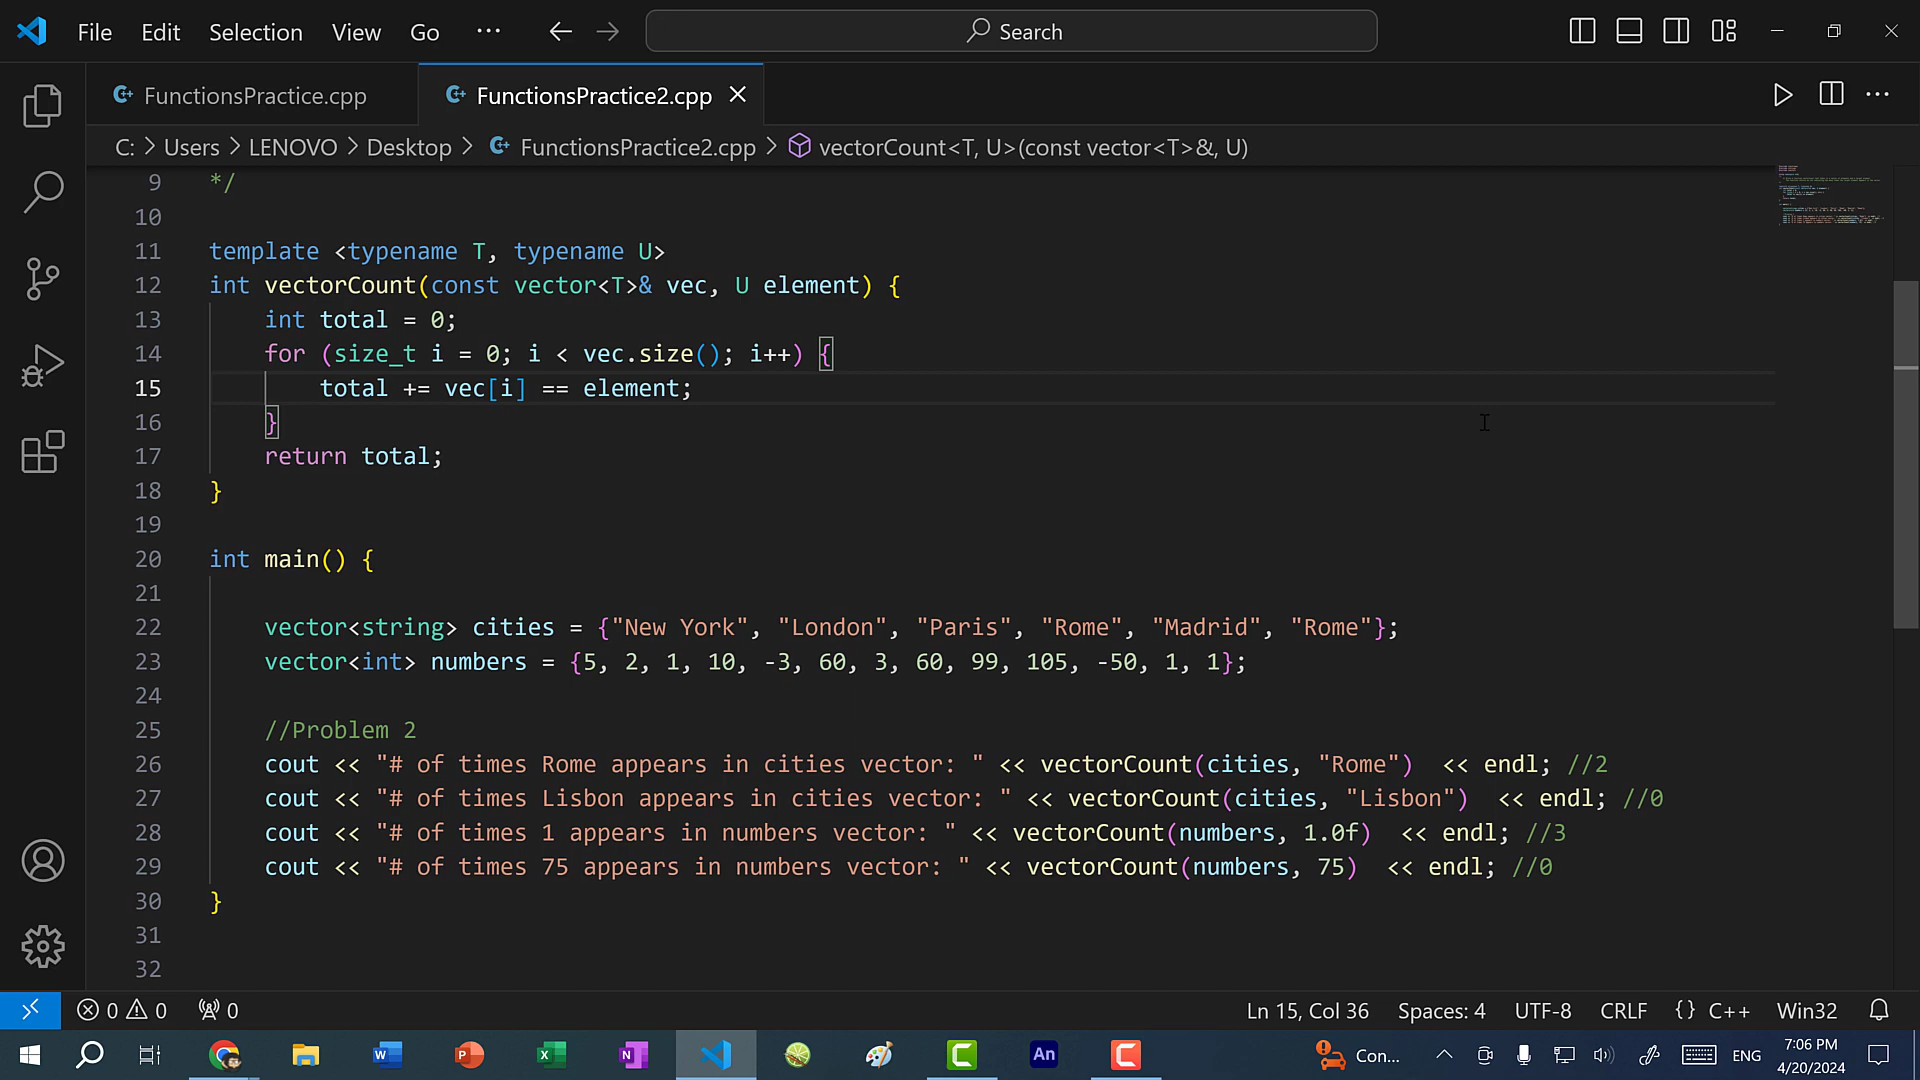 File Edit Selection View Go ··· Search
FunctionsPractice.cpp FunctionsPractice2.cpp
C: > Users > LENOVO > Desktop > FunctionsPractice2.cpp > vectorCount<T, U>(const vector<T>&, U)
9 */
10
11 template <typename T, typename U>
12 int vectorCount(const vector<T>& vec, U element) {
13 int total = 0;
14 for (size_t i = 0; i < vec.size(); i++) {
15 total += vec[i] == element;
16 }
17 return total;
18 }
19
20 int main() {
21
22 vector<string> cities = {"New York", "London", "Paris", "Rome", "Madrid", "Rome"};
23 vector<int> numbers = {5, 2, 1, 10, -3, 60, 3, 60, 99, 105, -50, 1, 1};
24
25 //Problem 2
26 cout << "# of times Rome appears in cities vector: " << vectorCount(cities, "Rome") << endl; //2
27 cout << "# of times Lisbon appears in cities vector: " << vectorCount(cities, "Lisbon") << endl; //0
28 cout << "# of times 1 appears in numbers vector: " << vectorCount(numbers, 1.0f) << endl; //3
29 cout << "# of times 75 appears in numbers vector: " << vectorCount(numbers, 75) << endl; //0
30 }
31
32
0 0 0 Ln 15, Col 36 Spaces: 4 UTF-8 CRLF {} C++ Win32
Con... ENG 7:06 PM
4/20/2024